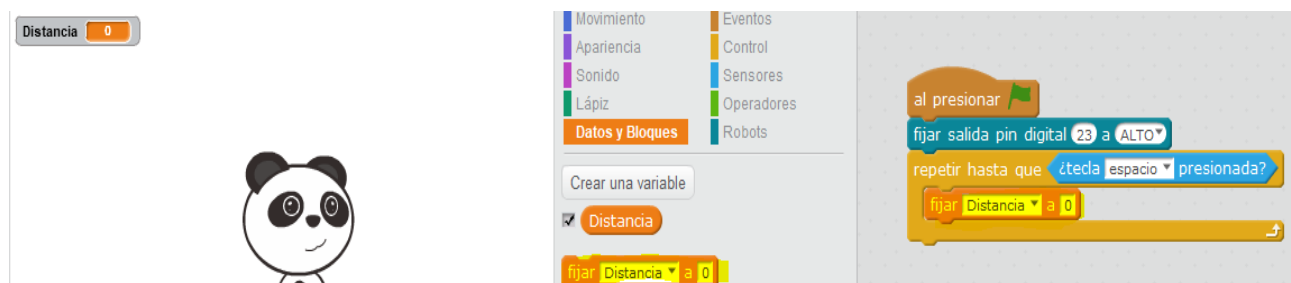 Distancia 0
Movimiento
Apariencia
Sonido
Lápiz
Datos y Bloques
Eventos
Control
Sensores
Operadores
Robots
Crear una variable
Distancia
fijar Distancia a 0
al presionar
fijar salida pin digital 23 a ALTO
repetir hasta que ¿tecla espacio presionada?
fijar Distancia a 0